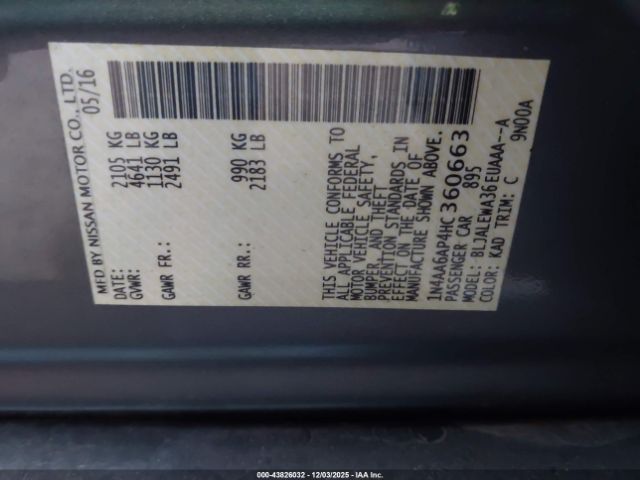 MFD BY NISSAN MOTOR CO., LTD.
DATE: 05/16
GVWR: 2105 KG
4641 LB
GAWR FR.: 1130 KG
2491 LB
GAWR RR.: 990 KG
2183 LB
THIS VEHICLE CONFORMS TO
ALL APPLICABLE FEDERAL
MOTOR VEHICLE SAFETY,
BUMPER, AND THEFT
PREVENTION STANDARDS IN
EFFECT ON THE DATE OF
MANUFACTURE SHOWN ABOVE.
1N4AA6AP4HC360663
PASSENGER CAR 895
MODEL: BLJALEWA36EUAAA--A
COLOR: KAD TRIM: C 9N00A
000-43826032 - 12/03/2025 - IAA Inc.